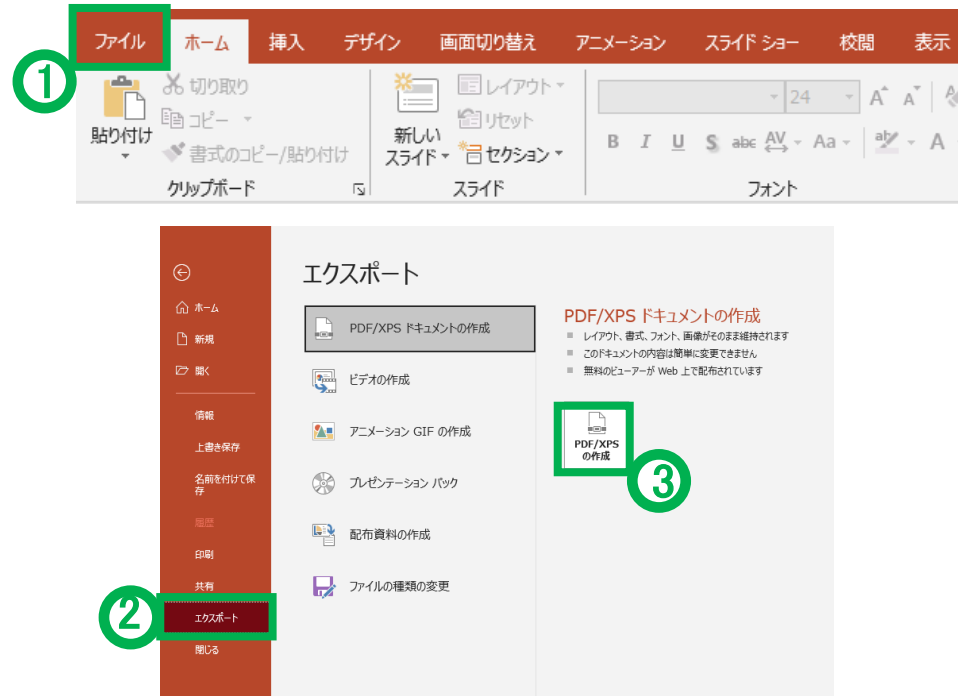 ファイル ホーム 挿入 デザイン 画面切り替え アニメーション スライド ショー 校閲 表示
①
切り取り
コピー
書式のコピー/貼り付け
貼り付け
クリップボード
新しい
スライド
レイアウト
リセット
セクション
スライド
24 A A
B I U S abc AV Aa ab A
フォント
ホーム
新規
開く
情報
上書き保存
名前を付けて保
存
履歴
印刷
共有
②
エクスポート
閉じる
エクスポート
PDF/XPS ドキュメントの作成
ビデオの作成
アニメーション GIF の作成
プレゼンテーション パック
配布資料の作成
ファイルの種類の変更
PDF/XPS ドキュメントの作成
レイアウト、書式、フォント、画像がそのまま維持されます
このドキュメントの内容は簡単に変更できません
無料のビューアーが Web 上で配布されています
PDF/XPS
の作成
③